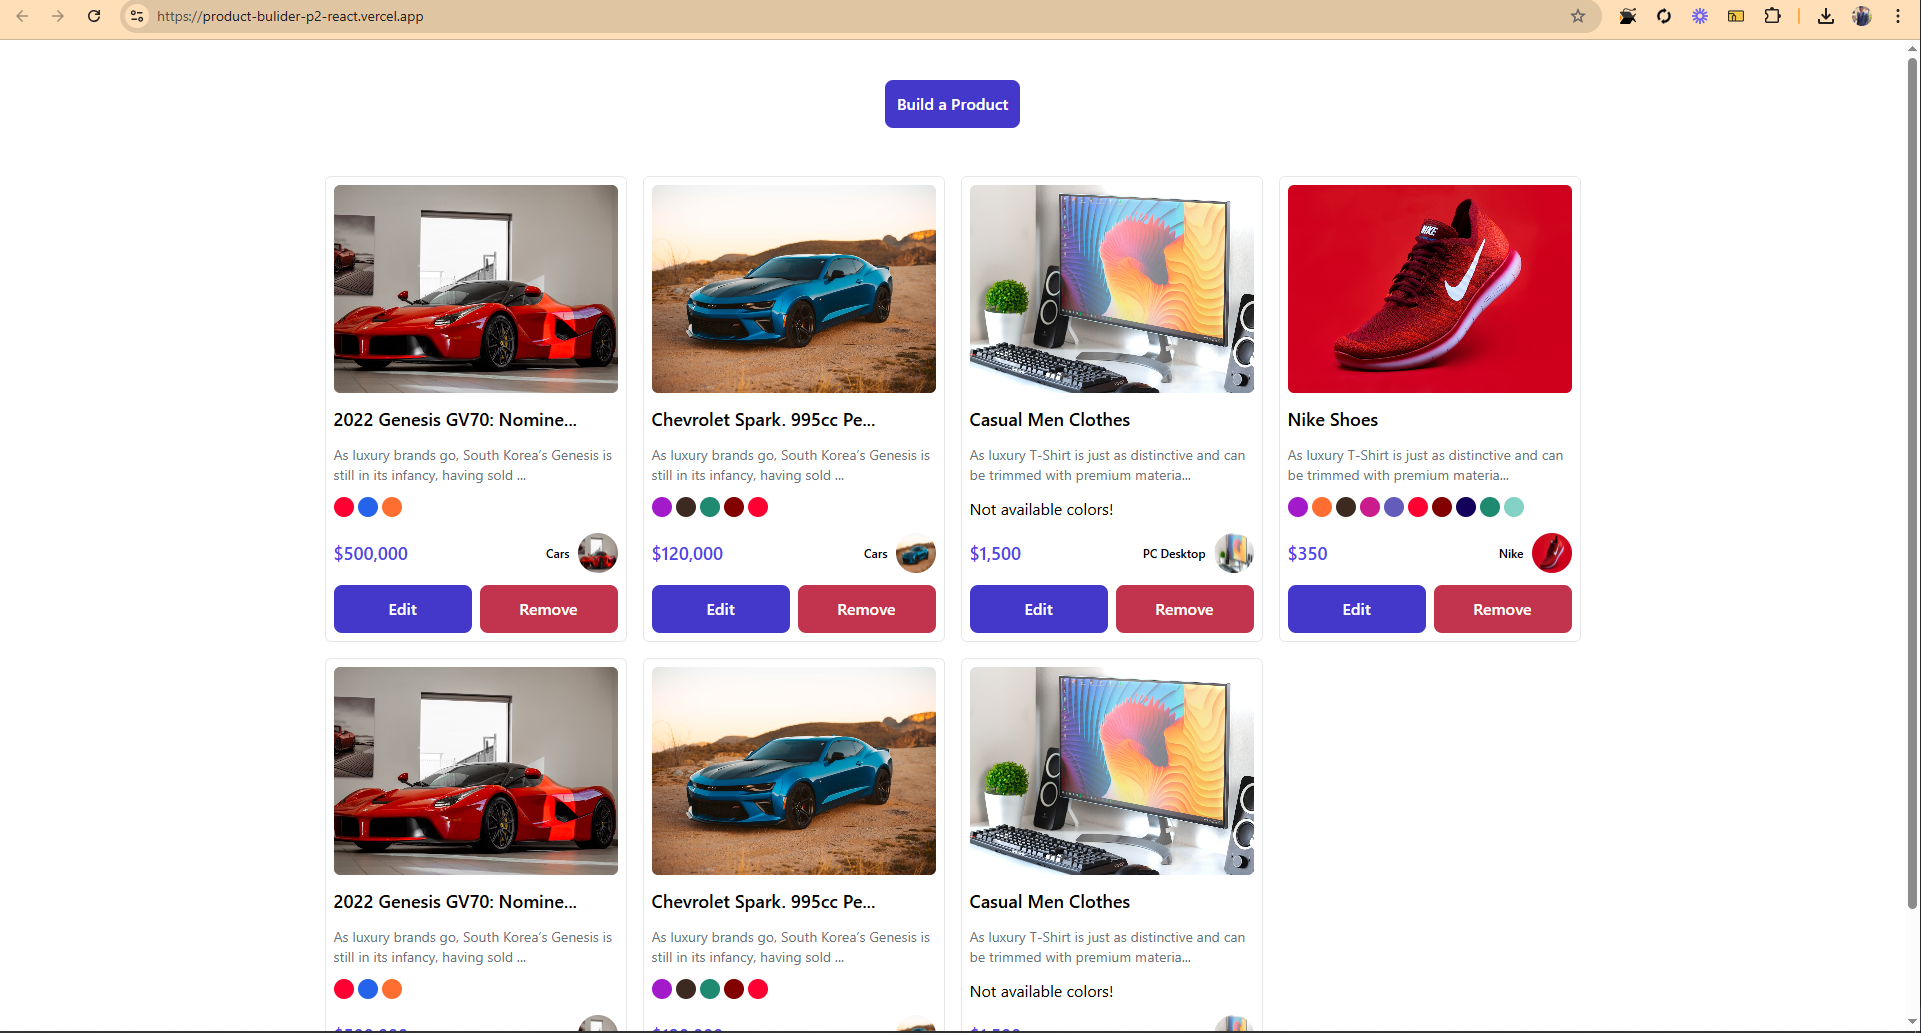 https://product-bulider-p2-react.vercel.app
Build a Product
NIKE
2022 Genesis GV70: Nomine...
As luxury brands go, South Korea's Genesis is
still in its infancy, having sold ...
$500,000
Cars
Edit
Remove
Chevrolet Spark. 995cc Pe...
As luxury brands go, South Korea's Genesis is
still in its infancy, having sold ...
$120,000
Cars
Edit
Remove
Casual Men Clothes
As luxury T-Shirt is just as distinctive and can
be trimmed with premium materia...
Not available colors!
$1,500
PC Desktop
Edit
Remove
Nike Shoes
As luxury T-Shirt is just as distinctive and can
be trimmed with premium materia...
$350
Nike
Edit
Remove
2022 Genesis GV70: Nomine...
As luxury brands go, South Korea's Genesis is
still in its infancy, having sold ...
Chevrolet Spark. 995cc Pe...
As luxury brands go, South Korea's Genesis is
still in its infancy, having sold ...
Casual Men Clothes
As luxury T-Shirt is just as distinctive and can
be trimmed with premium materia...
Not available colors!